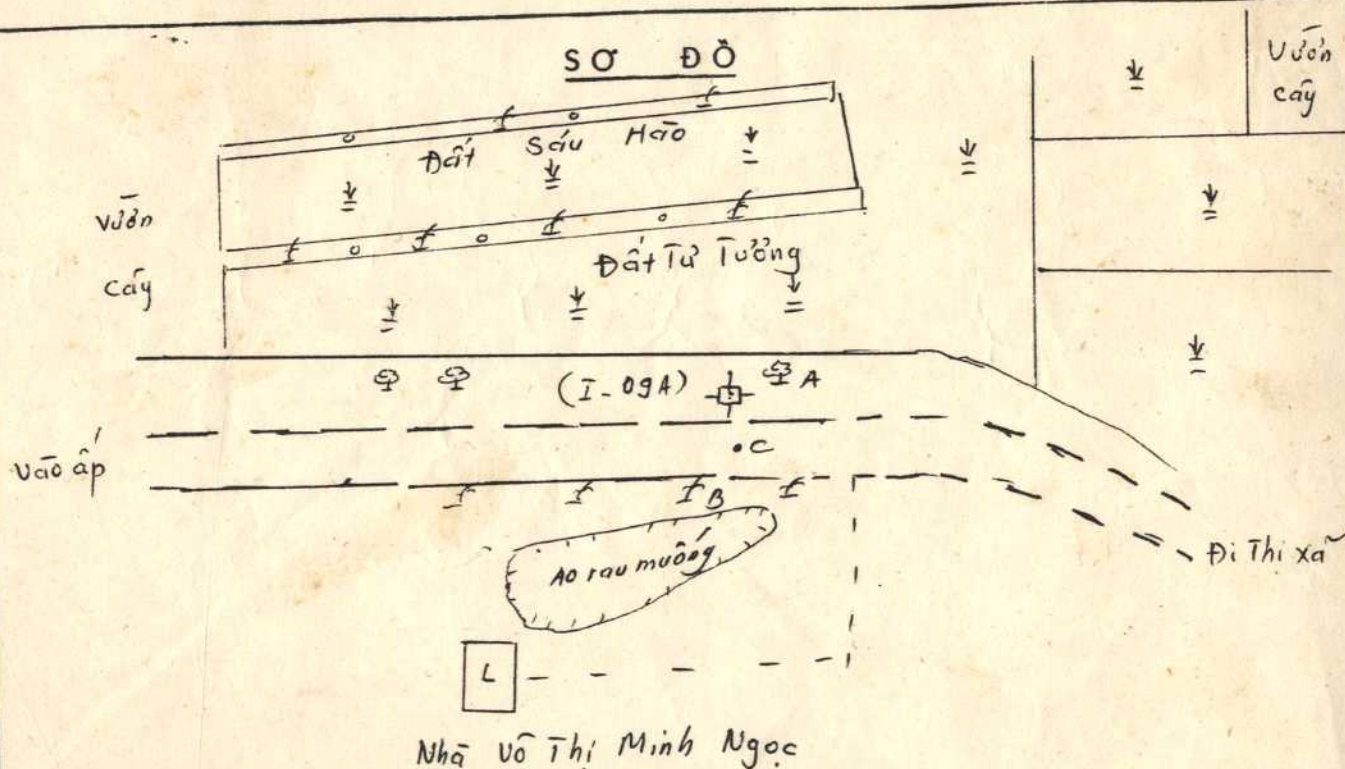 SƠ ĐỒ
Vườn
cây
Đất Sáu Hào
Vườn
cây
Đất Tư Tưởng
(I-09A)
A
C
Vào ấp
B
Ao rau muống
Đi Thị xã
L
Nhà Võ Thị Minh Ngọc